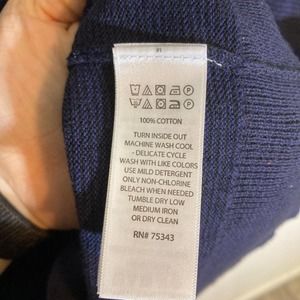 100% COTTON
TURN INSIDE OUT
MACHINE WASH COOL
- DELICATE CYCLE
WASH WITH LIKE COLORS
USE MILD DETERGENT
ONLY NON-CHLORINE
BLEACH WHEN NEEDED
TUMBLE DRY LOW
MEDIUM IRON
OR DRY CLEAN
RN# 75343